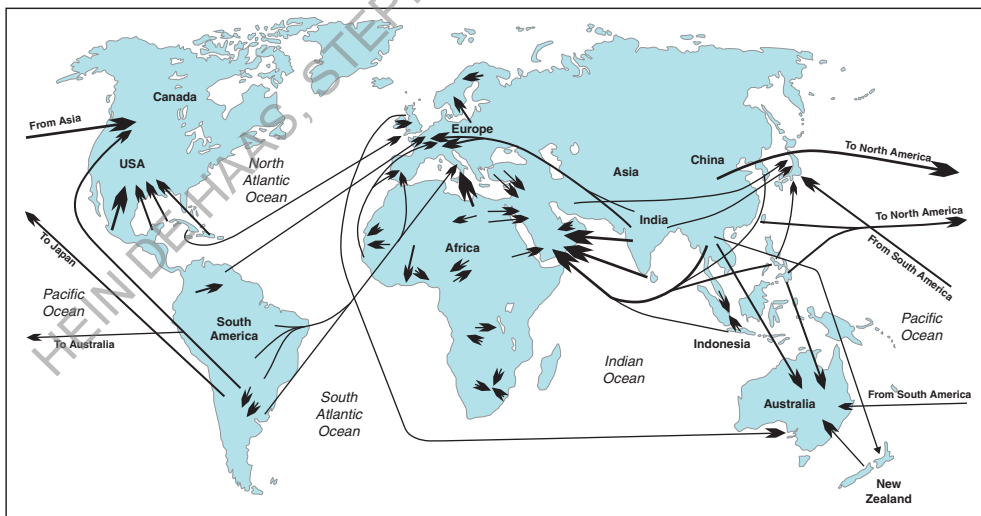 HEIN DE HAAS, STEP
Canada
Europe
From Asia
China
To North America
USA
Asia
North
Atlantic
Ocean
India
To North America
To Japan
Africa
From South America
Pacific
Ocean
South
America
Pacific
Ocean
To Australia
Indonesia
Indian
Ocean
South
Atlantic
Ocean
Australia
From South America
New
Zealand